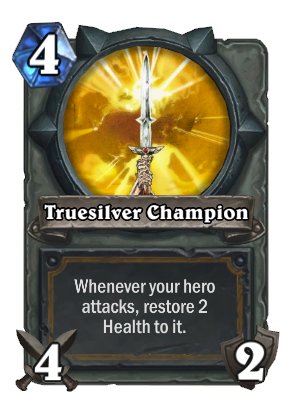 4
Truesilver Champion
Whenever your hero
attacks, restore 2
Health to it.
4
2